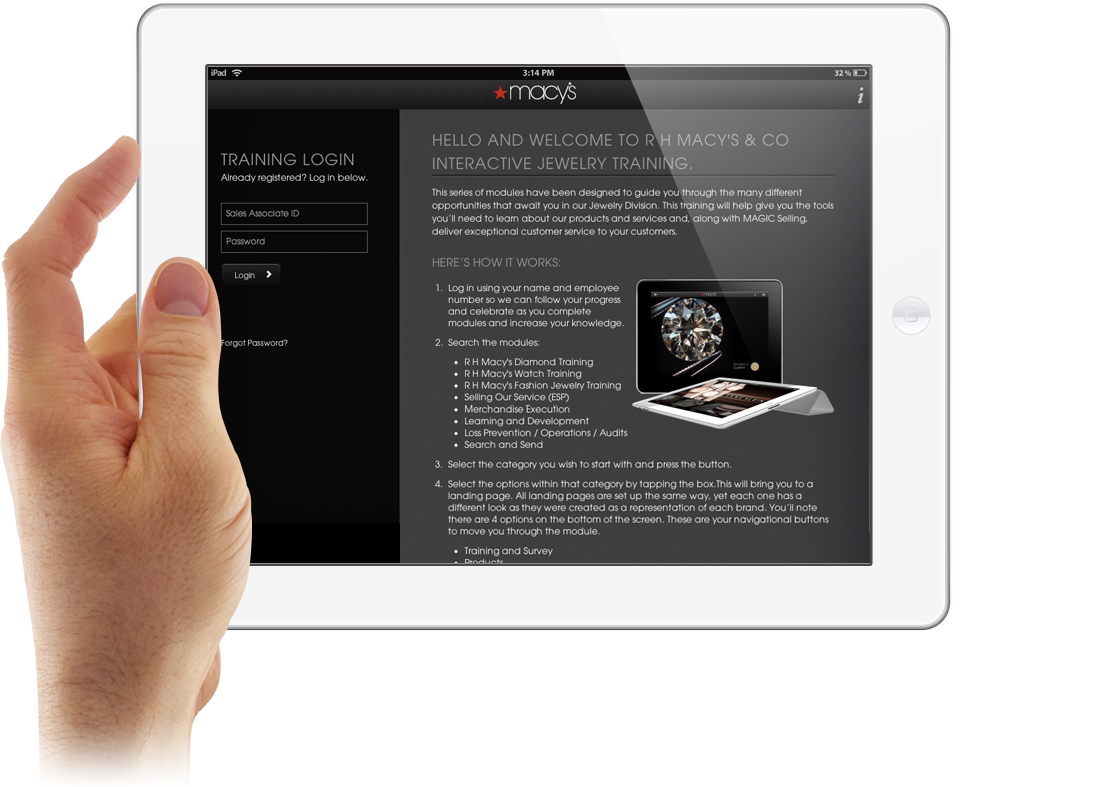 iPad 3:14 PM 32%
macy's
i
TRAINING LOGIN
Already registered? Log in below.
Sales Associate ID
Password
Login
Forgot Password?
HELLO AND WELCOME TO R H MACY'S & CO
INTERACTIVE JEWELRY TRAINING.
This series of modules have been designed to guide you through the many different
opportunities that await you in our Jewelry Division. This training will help give you the tools
you'll need to learn about our products and services and, along with MAGIC Selling,
deliver exceptional customer service to your customers.
HERE'S HOW IT WORKS:
1. Log in using your name and employee
number so we can follow your progress
and celebrate as you complete
modules and increase your knowledge.
2. Search the modules:
• R H Macy's Diamond Training
• R H Macy's Watch Training
• R H Macy's Fashion Jewelry Training
• Selling Our Service (ESP)
• Merchandise Execution
• Learning and Development
• Loss Prevention / Operations / Audits
• Search and Send
3. Select the category you wish to start with and press the button.
4. Select the options within that category by tapping the box.This will bring you to a
landing page. All landing pages are set up the same way, yet each one has a
different look as they were created as a representation of each brand. You'll note
there are 4 options on the bottom of the screen. These are your navigational buttons
to move you through the module.
• Training and Survey
• Products